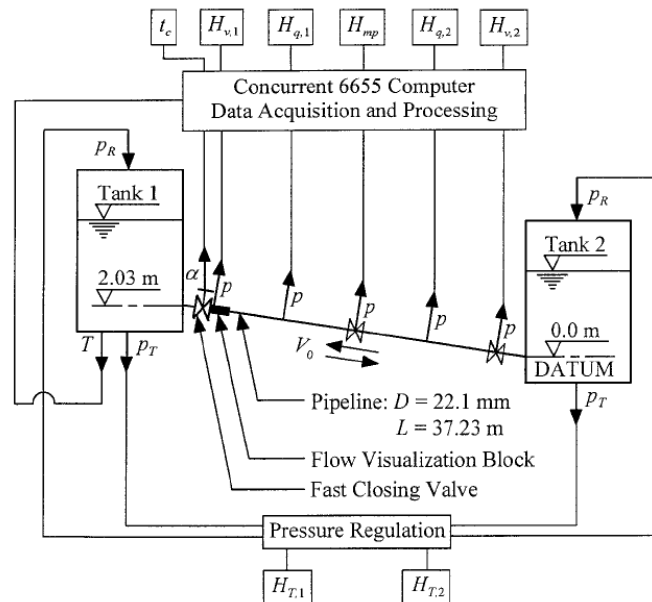 t_c
H_{v,1}
H_{q,1}
H_{mp}
H_{q,2}
H_{v,2}
Concurrent 6655 Computer
Data Acquisition and Processing
p_R
Tank 1
2.03 m
T
p_T
α
p
p
p
p
p
V_0
p_R
Tank 2
0.0 m
DATUM
p_T
Pipeline: D = 22.1 mm
L = 37.23 m
Flow Visualization Block
Fast Closing Valve
Pressure Regulation
H_{T,1}
H_{T,2}